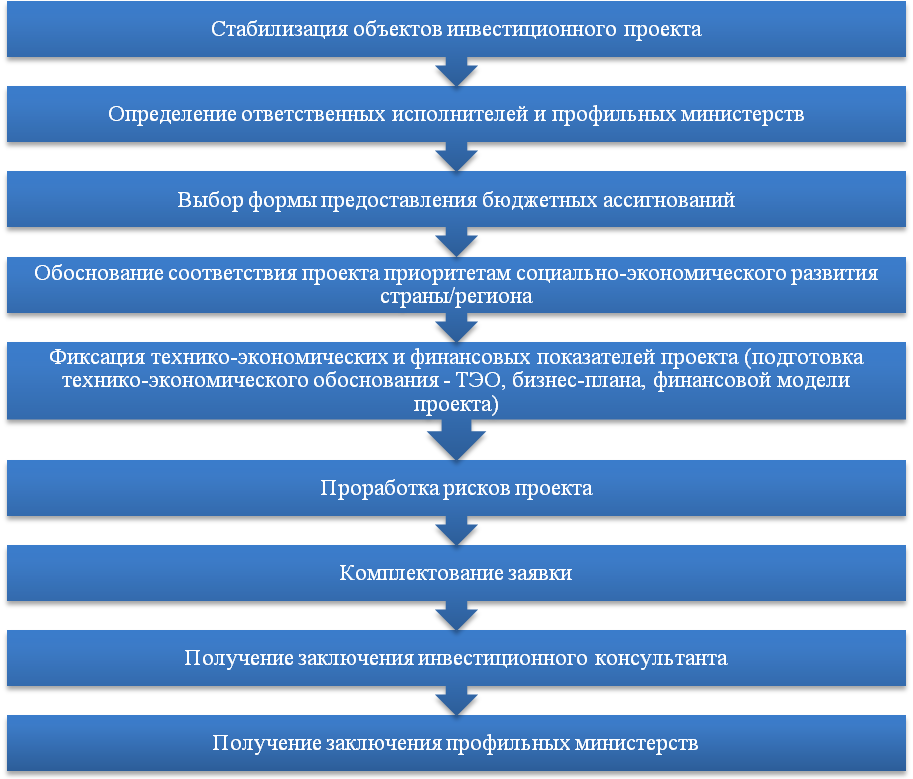 Стабилизация объектов инвестиционного проекта
Определение ответственных исполнителей и профильных министерств
Выбор формы предоставления бюджетных ассигнований
Обоснование соответствия проекта приоритетам социально-экономического развития
страны/региона
Фиксация технико-экономических и финансовых показателей проекта (подготовка
технико-экономического обоснования - ТЭО, бизнес-плана, финансовой модели
проекта)
Проработка рисков проекта
Комплектование заявки
Получение заключения инвестиционного консультанта
Получение заключения профильных министерств